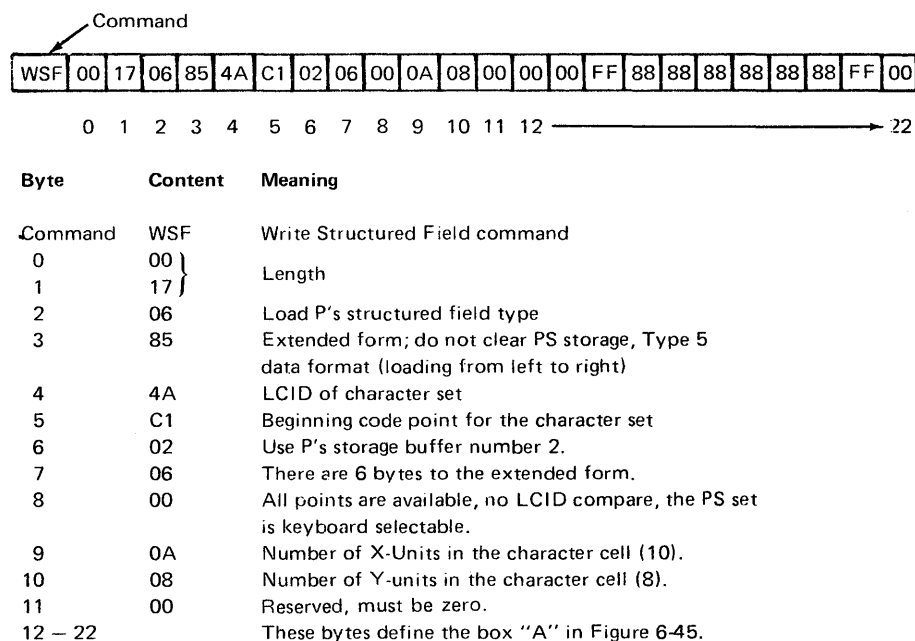 Command
WSF 00 17 06 85 4A C1 02 06 00 0A 08 00 00 00 FF 88 88 88 88 88 88 FF 00
0 1 2 3 4 5 6 7 8 9 10 11 12 22
Byte Content Meaning
Command WSF Write Structured Field command
0 00
Length
1 17
2 06 Load P's structured field type
3 85 Extended form; do not clear PS storage, Type 5
data format (loading from left to right)
4 4A LCID of character set
5 C1 Beginning code point for the character set
6 02 Use P's storage buffer number 2.
7 06 There are 6 bytes to the extended form.
8 00 All points are available, no LCID compare, the PS set
is keyboard selectable.
9 0A Number of X-Units in the character cell (10).
10 08 Number of Y-units in the character cell (8).
11 00 Reserved, must be zero.
12 – 22 These bytes define the box "A" in Figure 6-45.